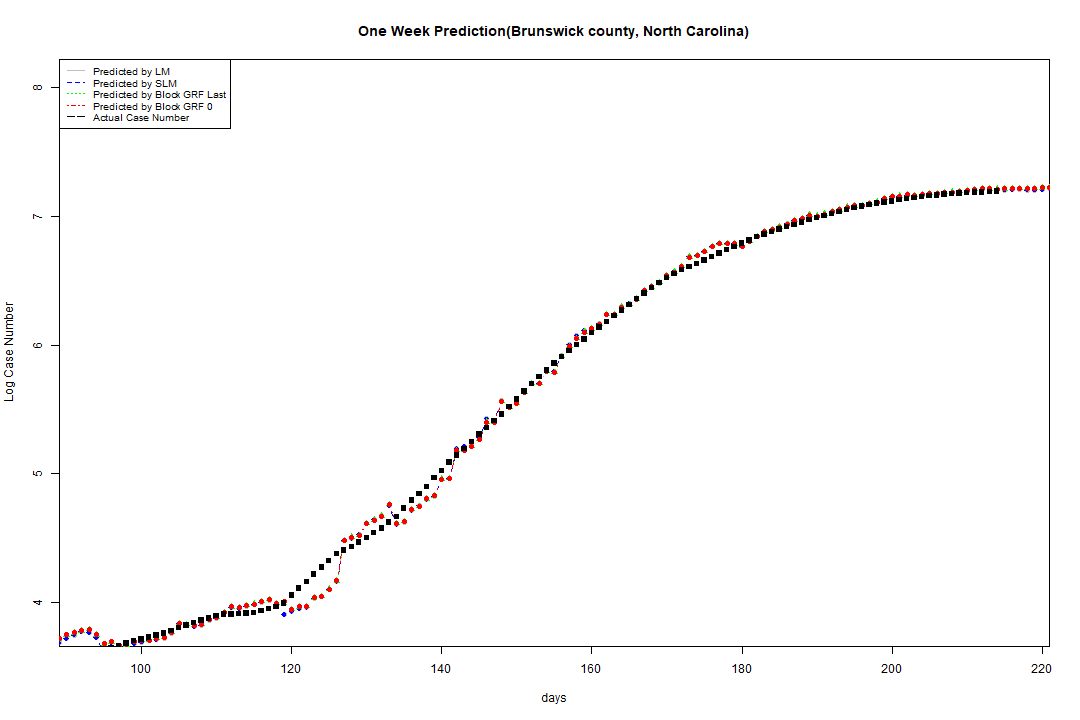 One Week Prediction(Brunswick county, North Carolina)
Predicted by LM
Predicted by SLM
Predicted by Block GRF Last
Predicted by Block GRF 0
Actual Case Number
8
7
6
5
4
Log Case Number
100 120 140 160 180 200 220
days